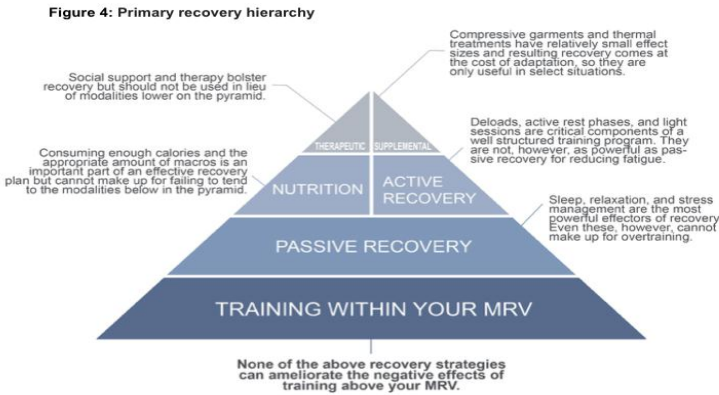 Figure 4: Primary recovery hierarchy
Compressive garments and thermal
treatments have relatively small effect
sizes and resulting recovery comes at
the cost of adaptation, so they are
only useful in select situations.
Social support and therapy bolster
recovery but should not be used in lieu
of modalities lower on the pyramid.
THERAPEUTIC SUPPLEMENTAL
Deloads, active rest phases, and light
sessions are critical components of a
well structured training program. They
are not, however, as powerful as pas-
sive recovery for reducing fatigue.
Consuming enough calories and the
appropriate amount of macros is an
important part of an effective recovery
plan but cannot make up for failing to tend
to the modalities below in the pyramid.
NUTRITION
ACTIVE
RECOVERY
Sleep, relaxation, and stress
management are the most
powerful effectors of recovery
Even these, however, cannot
make up for overtraining.
PASSIVE RECOVERY
TRAINING WITHIN YOUR MRV
None of the above recovery strategies
can ameliorate the negative effects of
training above your MRV.